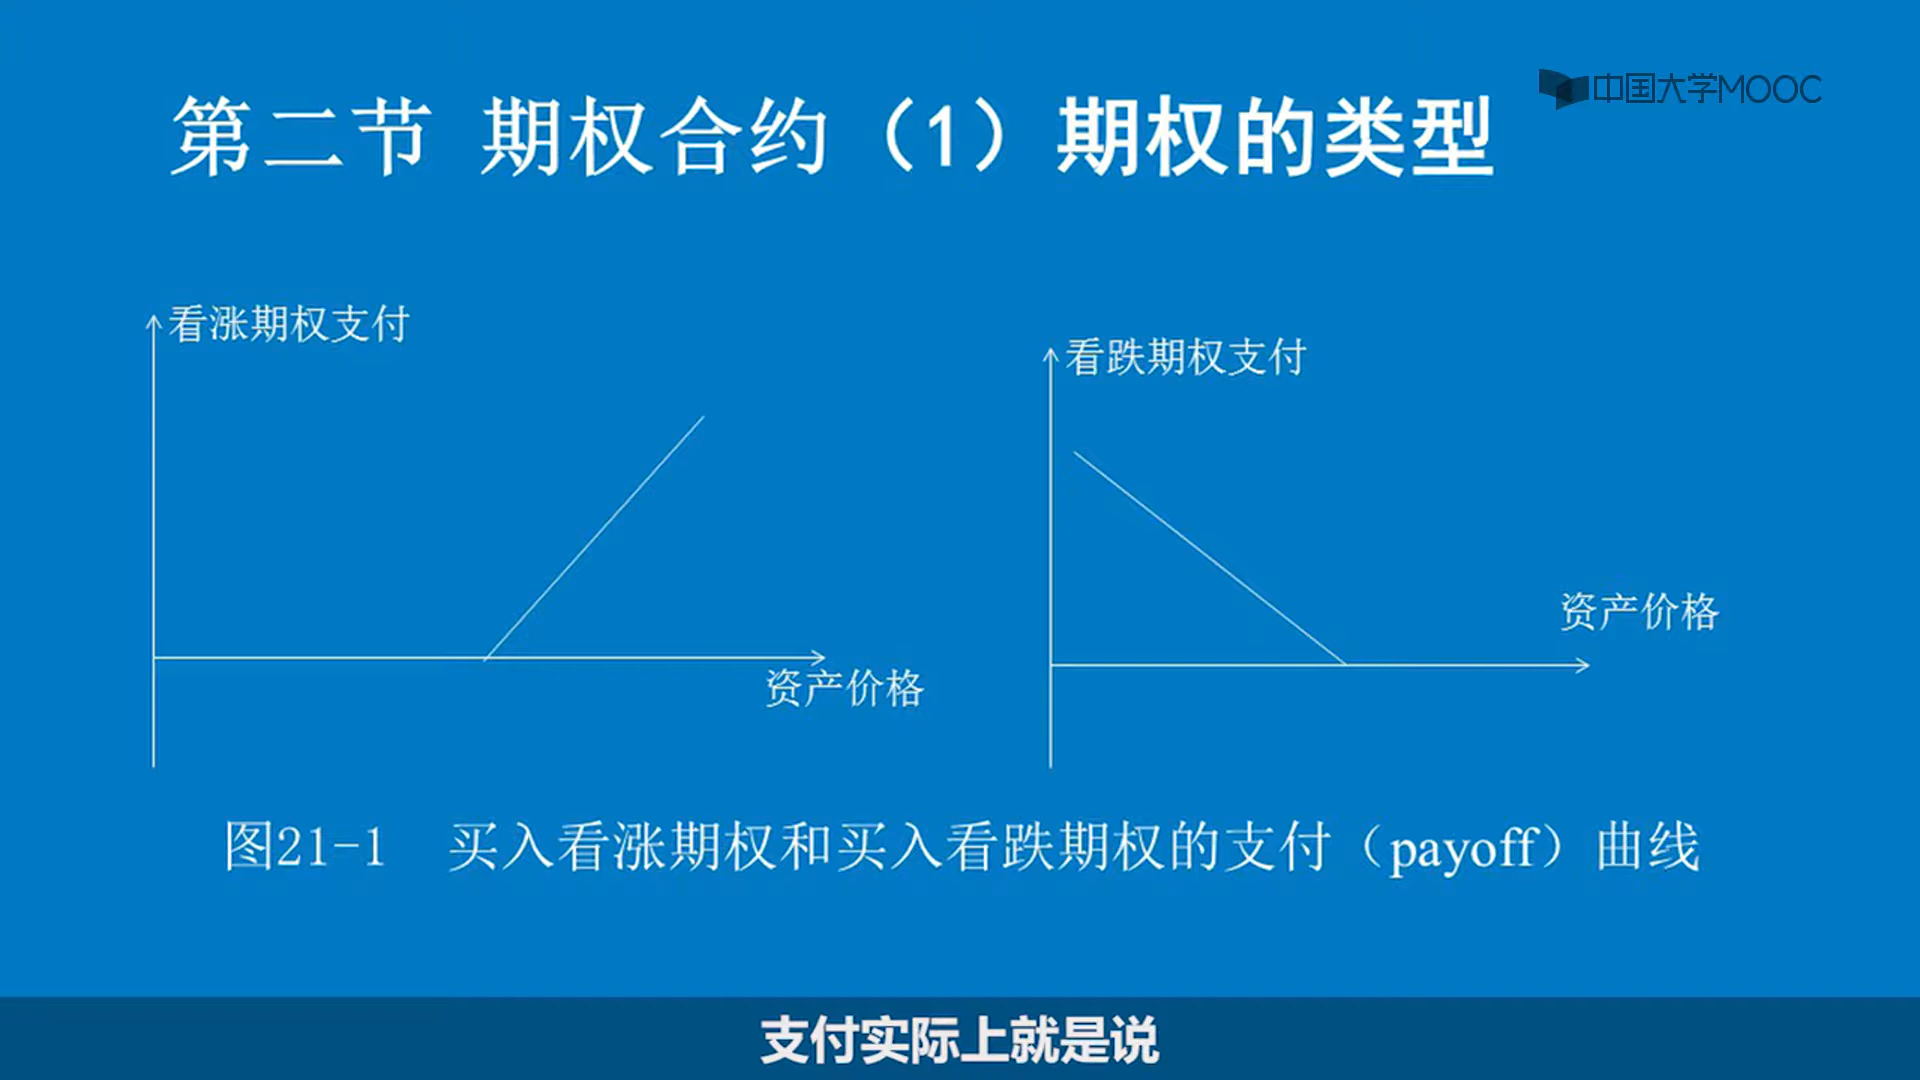 中国大学MOOC
第二节 期权合约（1）期权的类型
看涨期权支付
资产价格
看跌期权支付
资产价格
图21-1 买入看涨期权和买入看跌期权的支付（payoff）曲线
支付实际上就是说